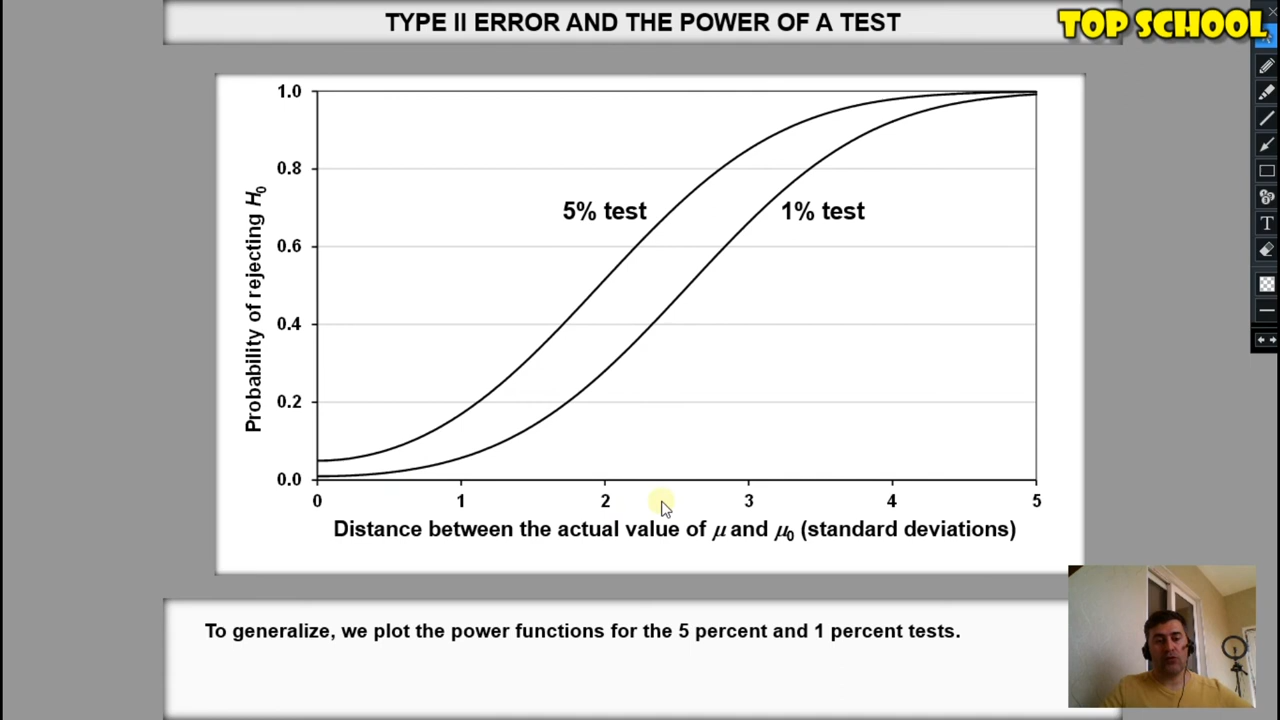 TYPE II ERROR AND THE POWER OF A TEST
TOP SCHOOL
1.0
0.8
0.6
0.4
0.2
0.0
Probability of rejecting H0
5% test
1% test
0 1 2 3 4 5
Distance between the actual value of μ and μ0 (standard deviations)
To generalize, we plot the power functions for the 5 percent and 1 percent tests.
T